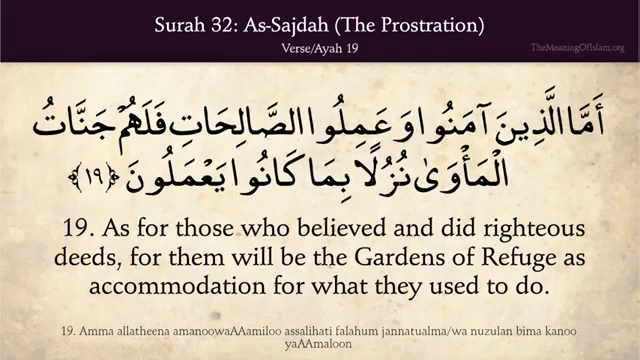 Surah 32: As-Sajdah (The Prostration)
Verse/Ayah 19
TheMeaningOfIslam.org
أَمَّا الَّذِينَ آمَنُوا وَعَمِلُوا الصَّالِحَاتِ فَلَهُمْ جَنَّاتُ
الْمَأْوَىٰ نُزُلًا بِمَا كَانُوا يَعْمَلُونَ ﴿١٩﴾
19. As for those who believed and did righteous
deeds, for them will be the Gardens of Refuge as
accommodation for what they used to do.
19. Amma allatheena amanoowaAAamiloo assalihati falahum jannatualma/wa nuzulan bima kanoo
yaAAmaloon